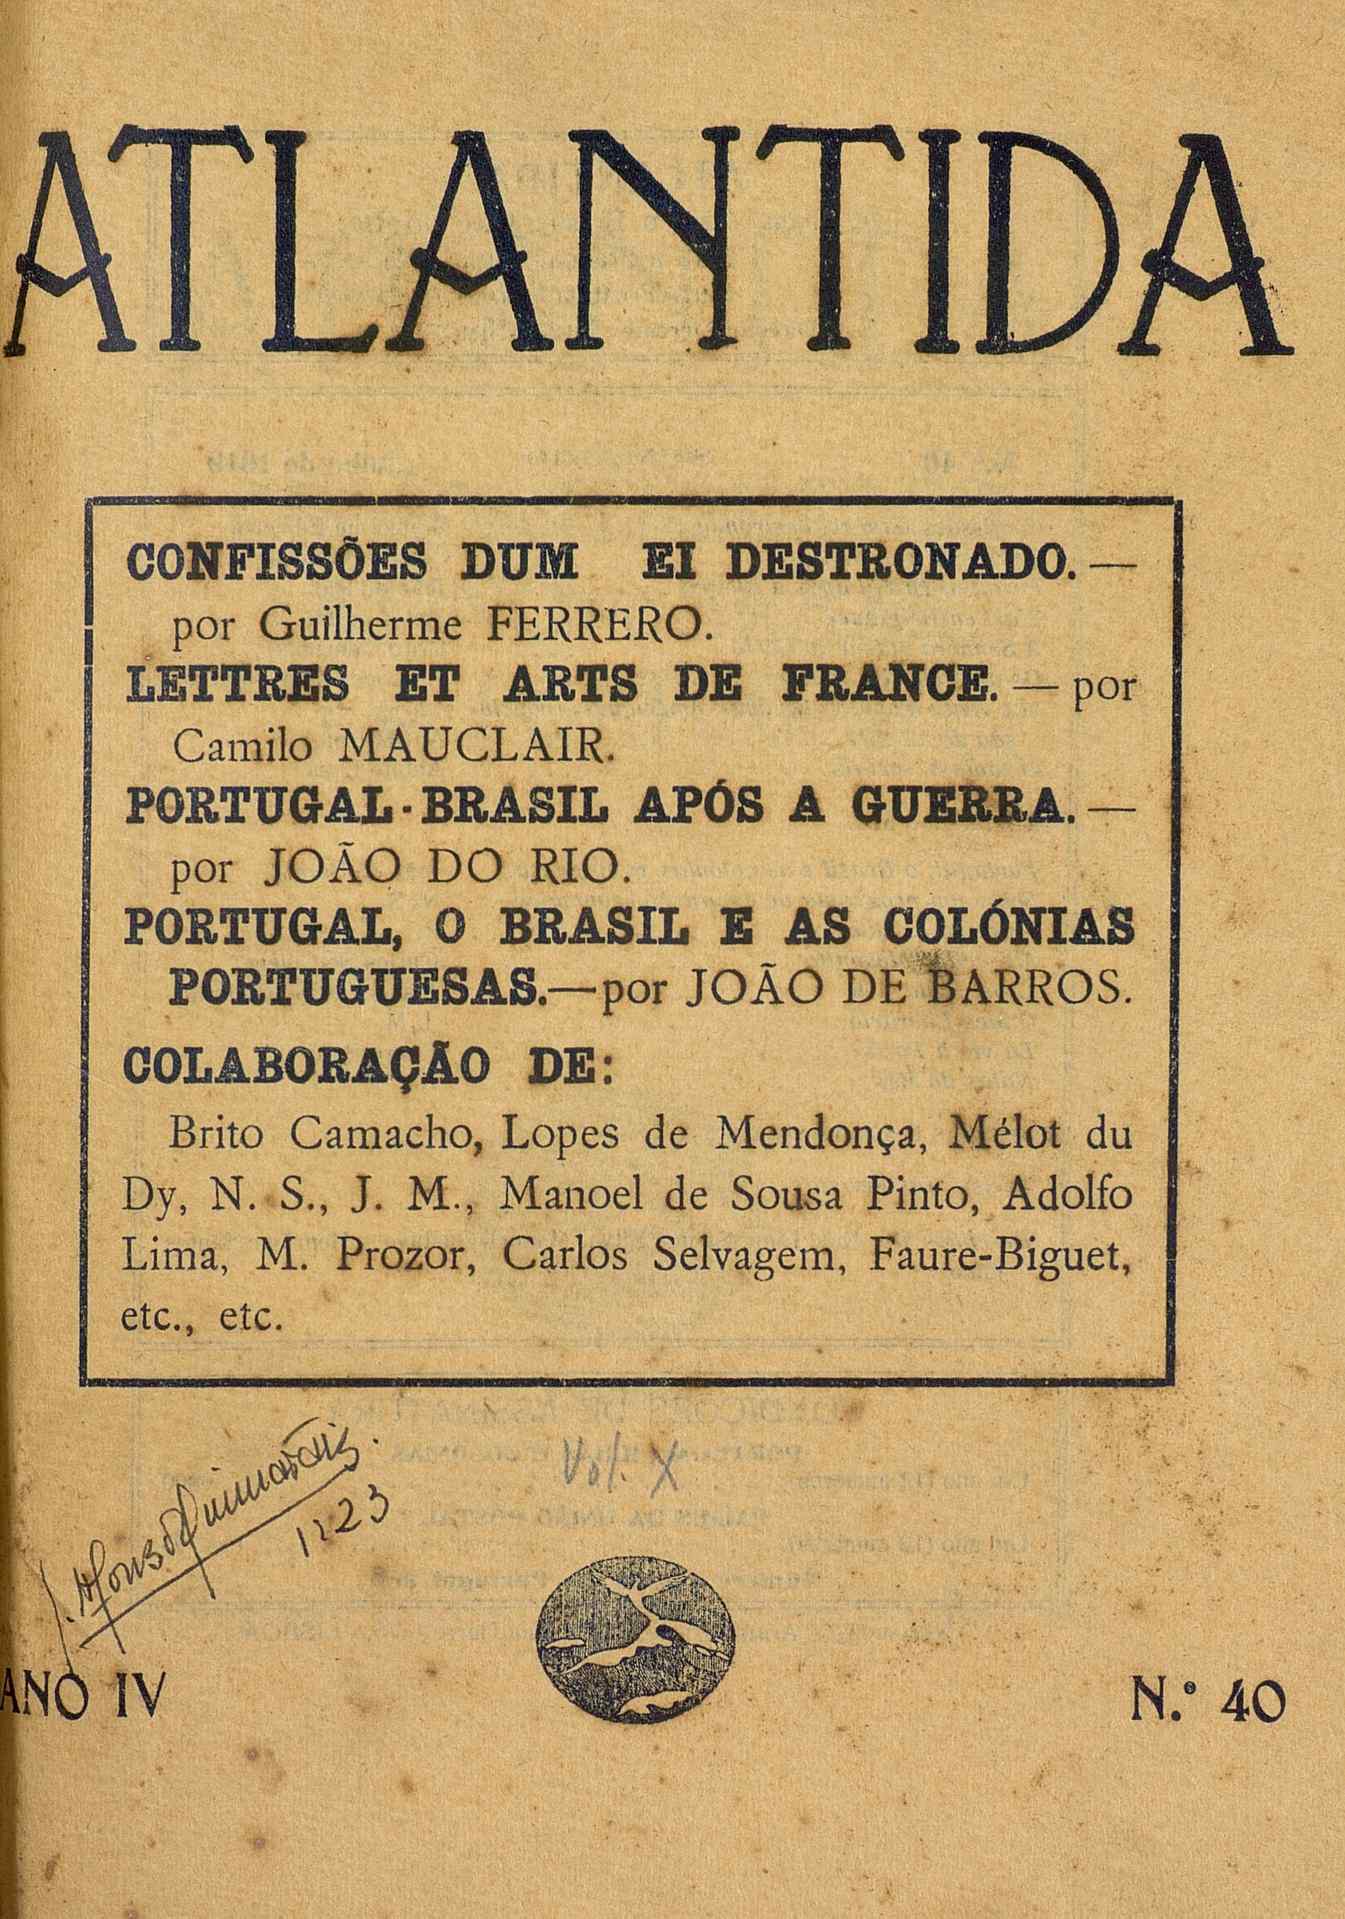 ATLANTIDA
CONFISSÕES DUM EI DESTRONADO. —
por Guilherme FERRERO.
LETTRES ET ARTS DE FRANCE. — por
Camilo MAUCLAIR.
PORTUGAL-BRASIL APÓS A GUERRA. —
por JOÃO DO RIO.
PORTUGAL, O BRASIL E AS COLÓNIAS
PORTUGUESAS.—por JOÃO DE BARROS.
COLABORAÇÃO DE:
Brito Camacho, Lopes de Mendonça, Mélot du
Dy, N. S., J. M., Manoel de Sousa Pinto, Adolfo
Lima, M. Prozor, Carlos Selvagem, Faure-Biguet,
etc., etc.
Vol. X
ANO IV
N.º 40